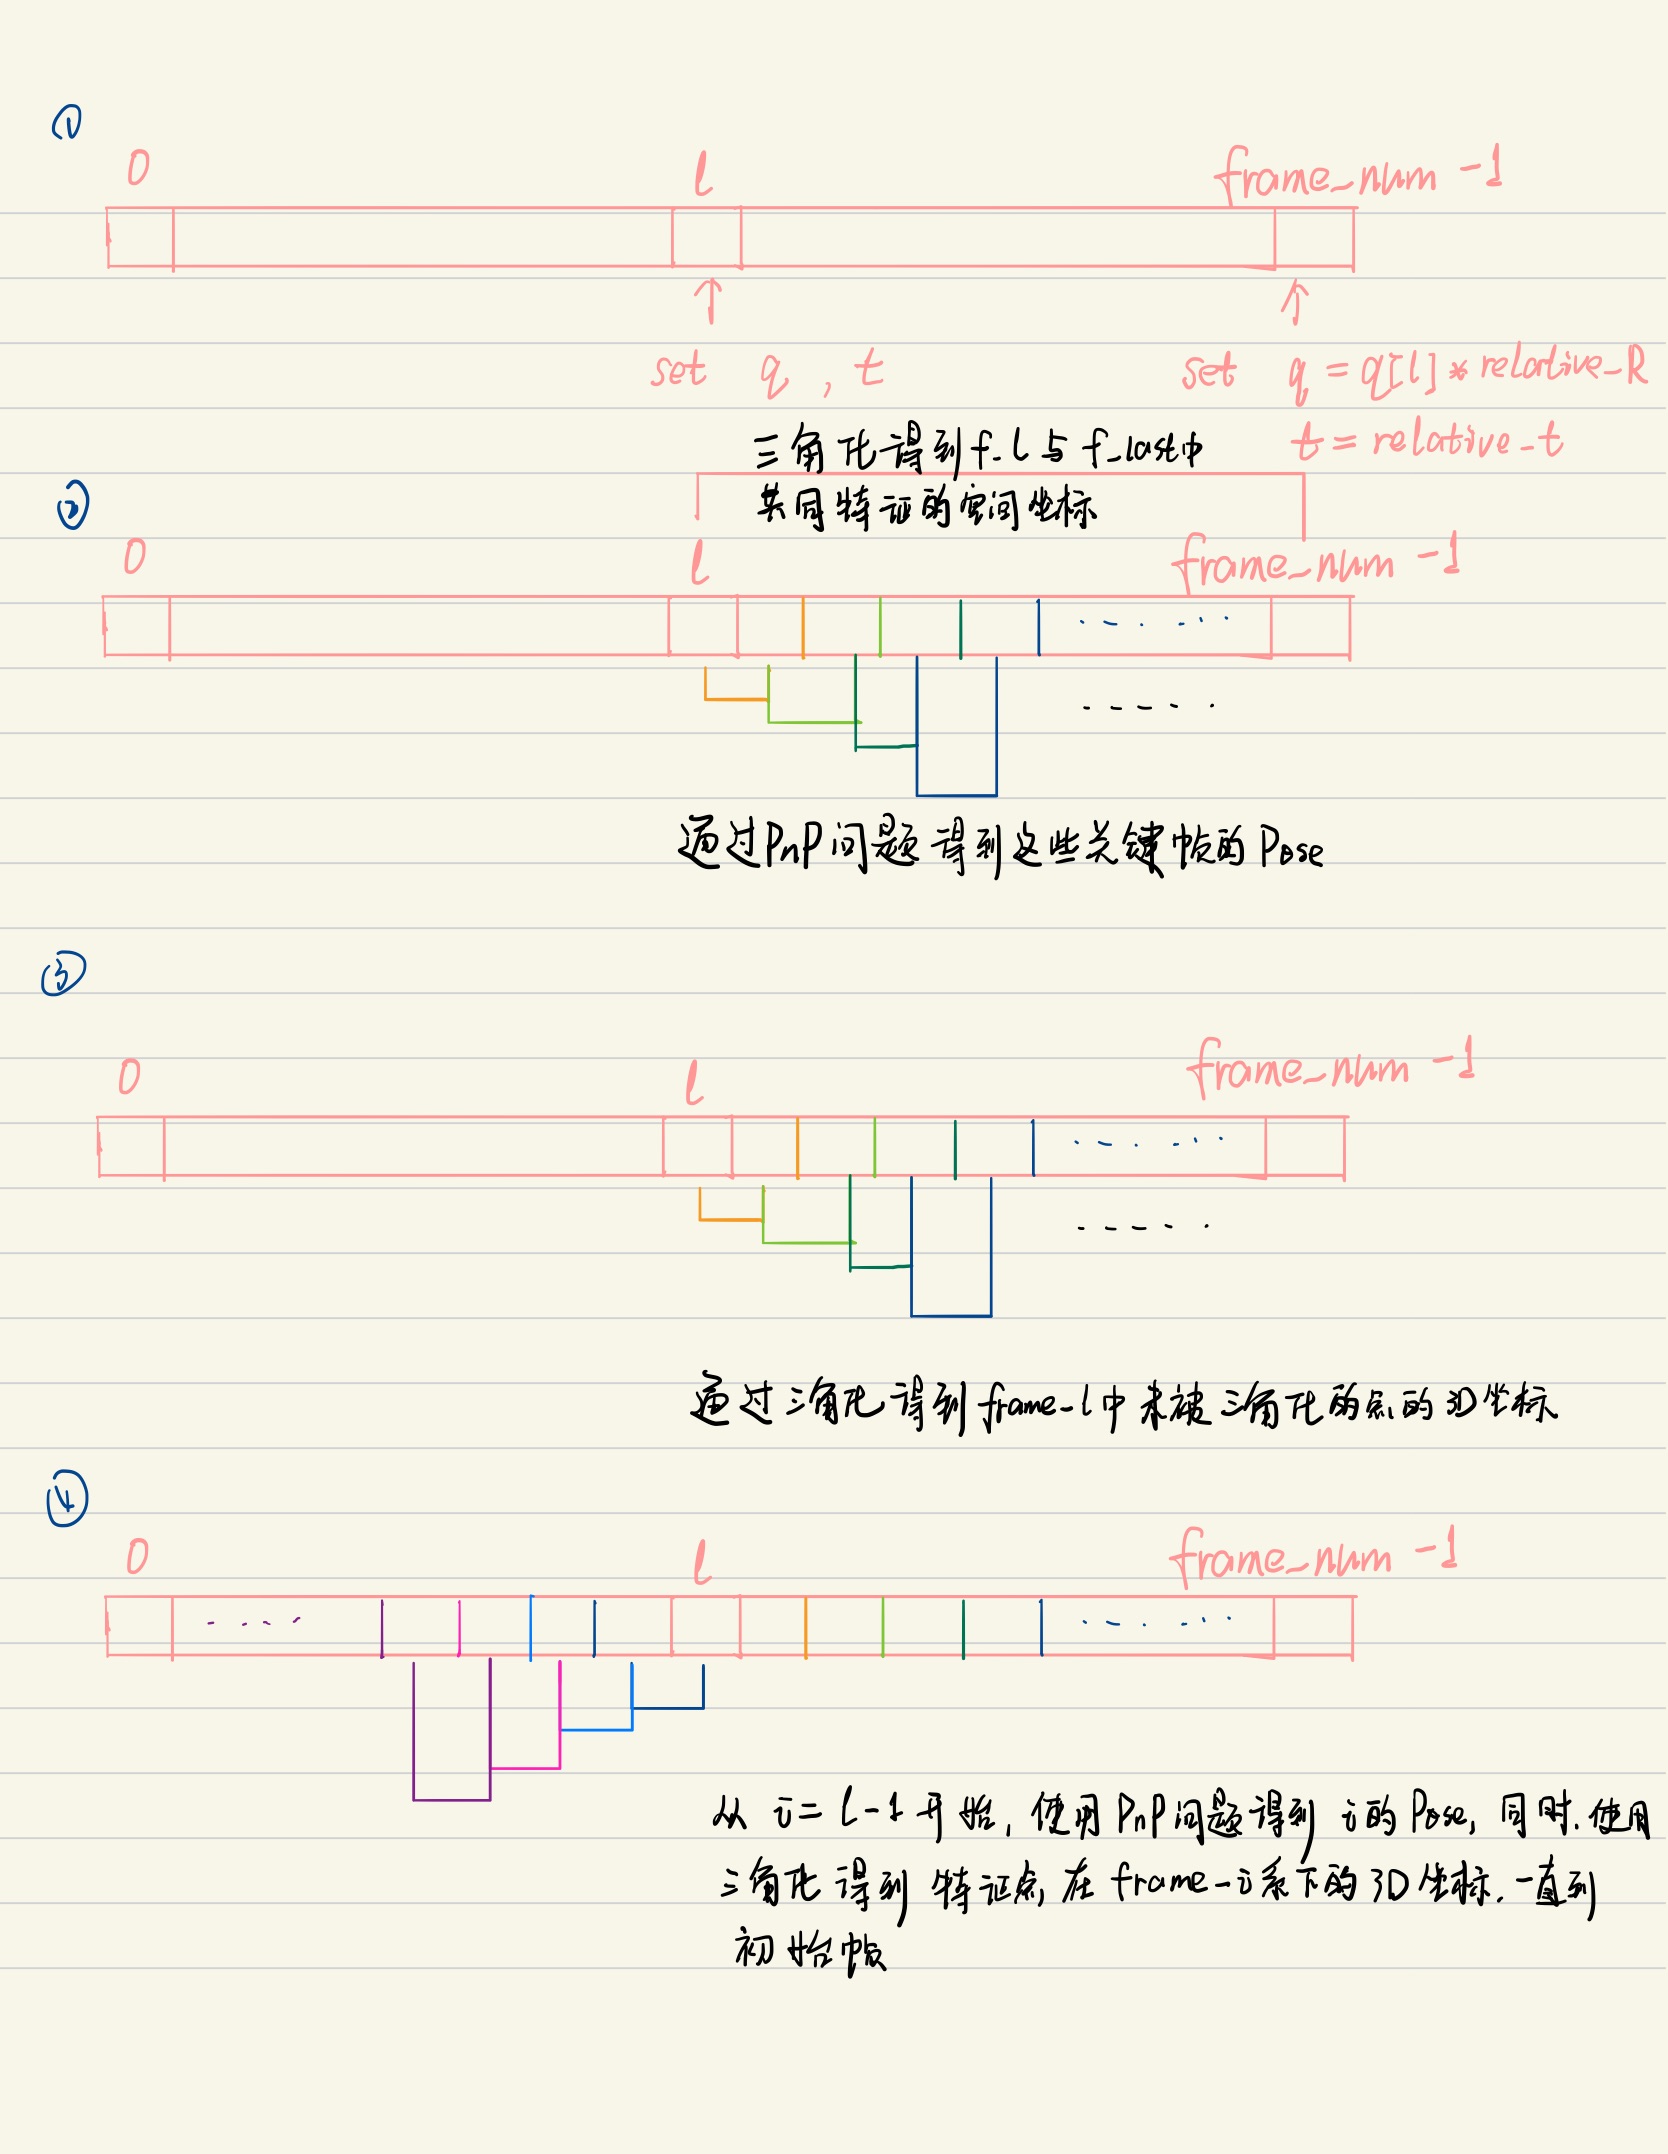 ①
0 l frame_num -1
set q , t set q = q[l] * relative_R
t = relative_t
三角化得到f_l与f_last中
共同特征的空间坐标
②
0 l frame_num -1
通过PnP问题得到这些关键帧的Pose
③
0 l frame_num -1
通过三角化得到frame_l中未被三角化的点的3D坐标
④
0 l frame_num -1
从 i = l-1 开始, 使用PnP问题得到 i的Pose, 同时, 使用
三角化得到 特征点, 在 frame_i系下的3D坐标. 一直到
初始帧